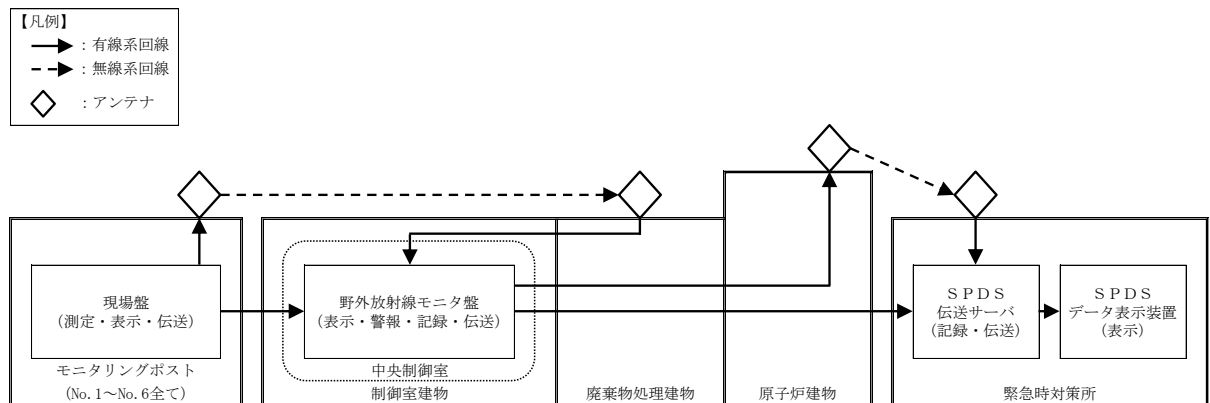 【凡例】
：有線系回線
：無線系回線
：アンテナ
現場盤
(測定・表示・伝送)
モニタリングポスト
(No.1～No.6全て)
野外放射線モニタ盤
(表示・警報・記録・伝送)
中央制御室
制御室建物
廃棄物処理建物
原子炉建物
ＳＰＤＳ
伝送サーバ
(記録・伝送)
ＳＰＤＳ
データ表示装置
(表示)
緊急時対策所